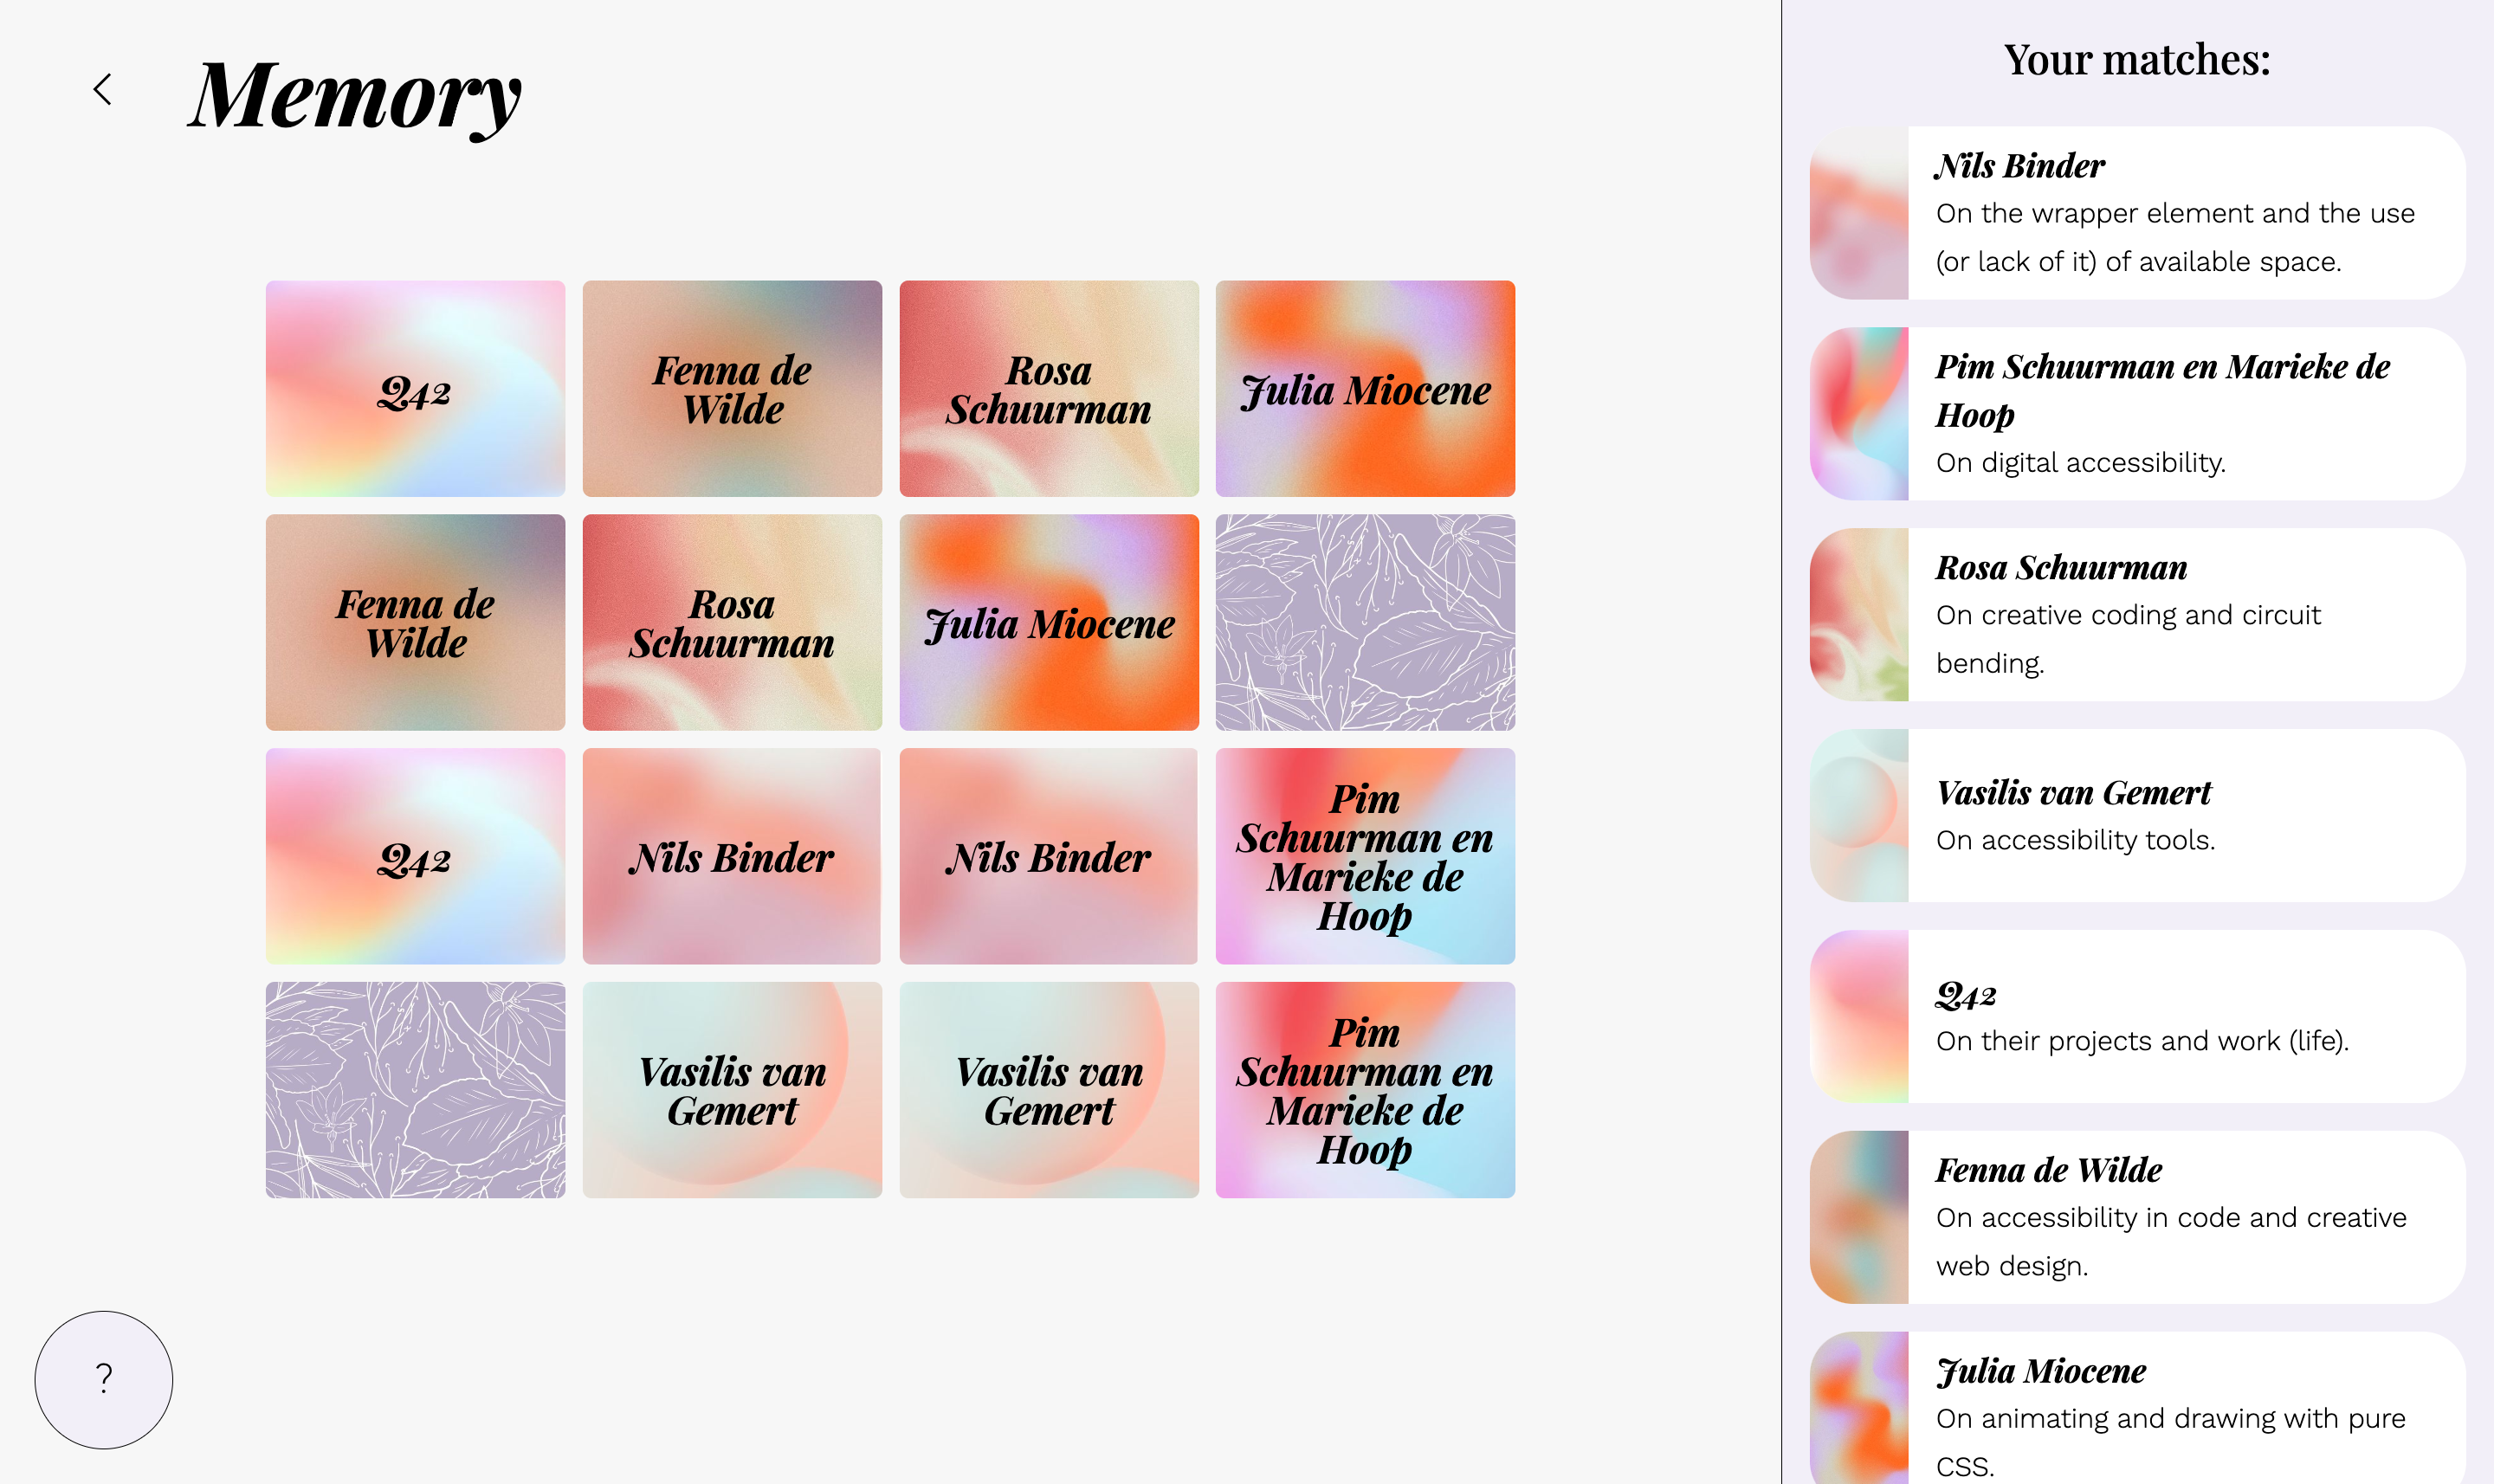 Memory
Q42
Fenna de
Wilde
Rosa
Schuurman
Julia Miocene
Fenna de
Wilde
Rosa
Schuurman
Julia Miocene
Q42
Nils Binder
Nils Binder
Pim
Schuurman en
Marieke de
Hoop
Vasilis van
Gemert
Vasilis van
Gemert
Pim
Schuurman en
Marieke de
Hoop
?
Your matches:
Nils Binder
On the wrapper element and the use
(or lack of it) of available space.
Pim Schuurman en Marieke de
Hoop
On digital accessibility.
Rosa Schuurman
On creative coding and circuit
bending.
Vasilis van Gemert
On accessibility tools.
Q42
On their projects and work (life).
Fenna de Wilde
On accessibility in code and creative
web design.
Julia Miocene
On animating and drawing with pure
CSS.